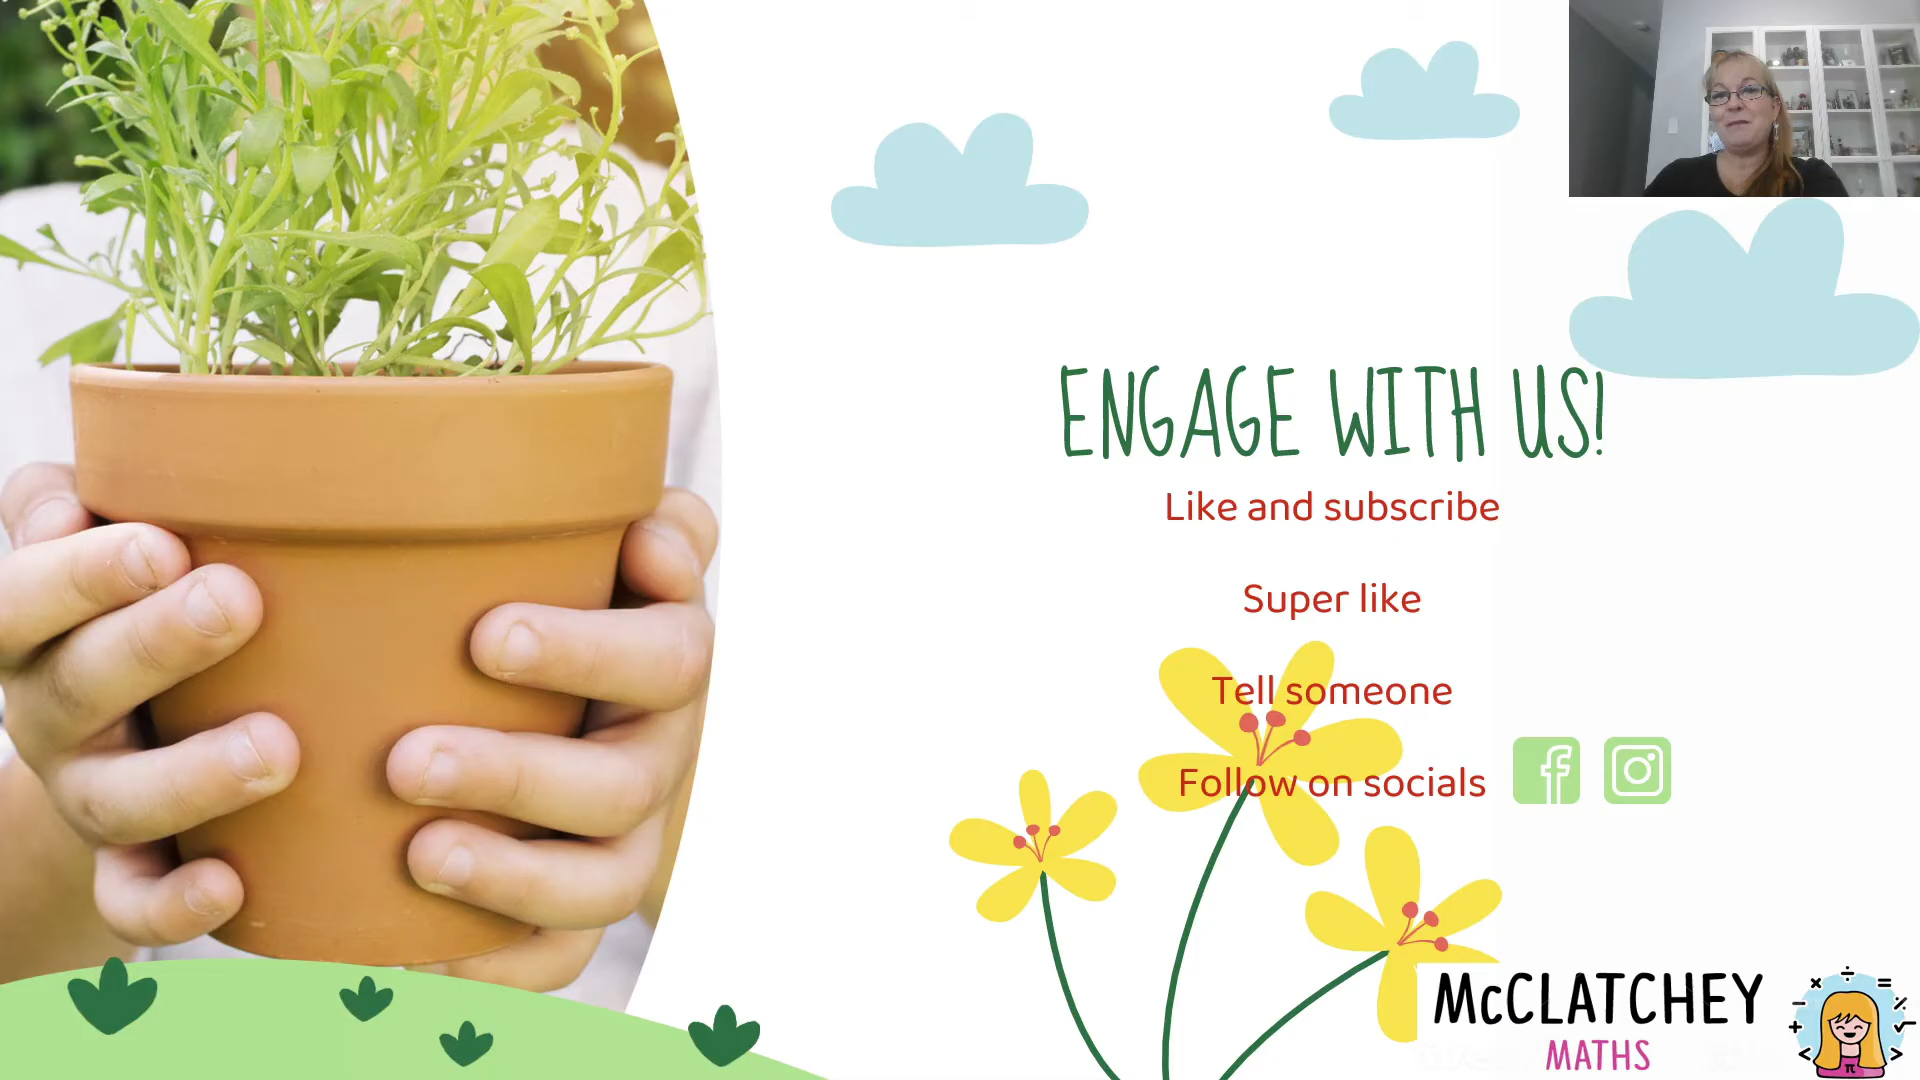 ENGAGE WITH US!
Like and subscribe
Super like
Tell someone
Follow on socials
McCLATCHEY
MATHS